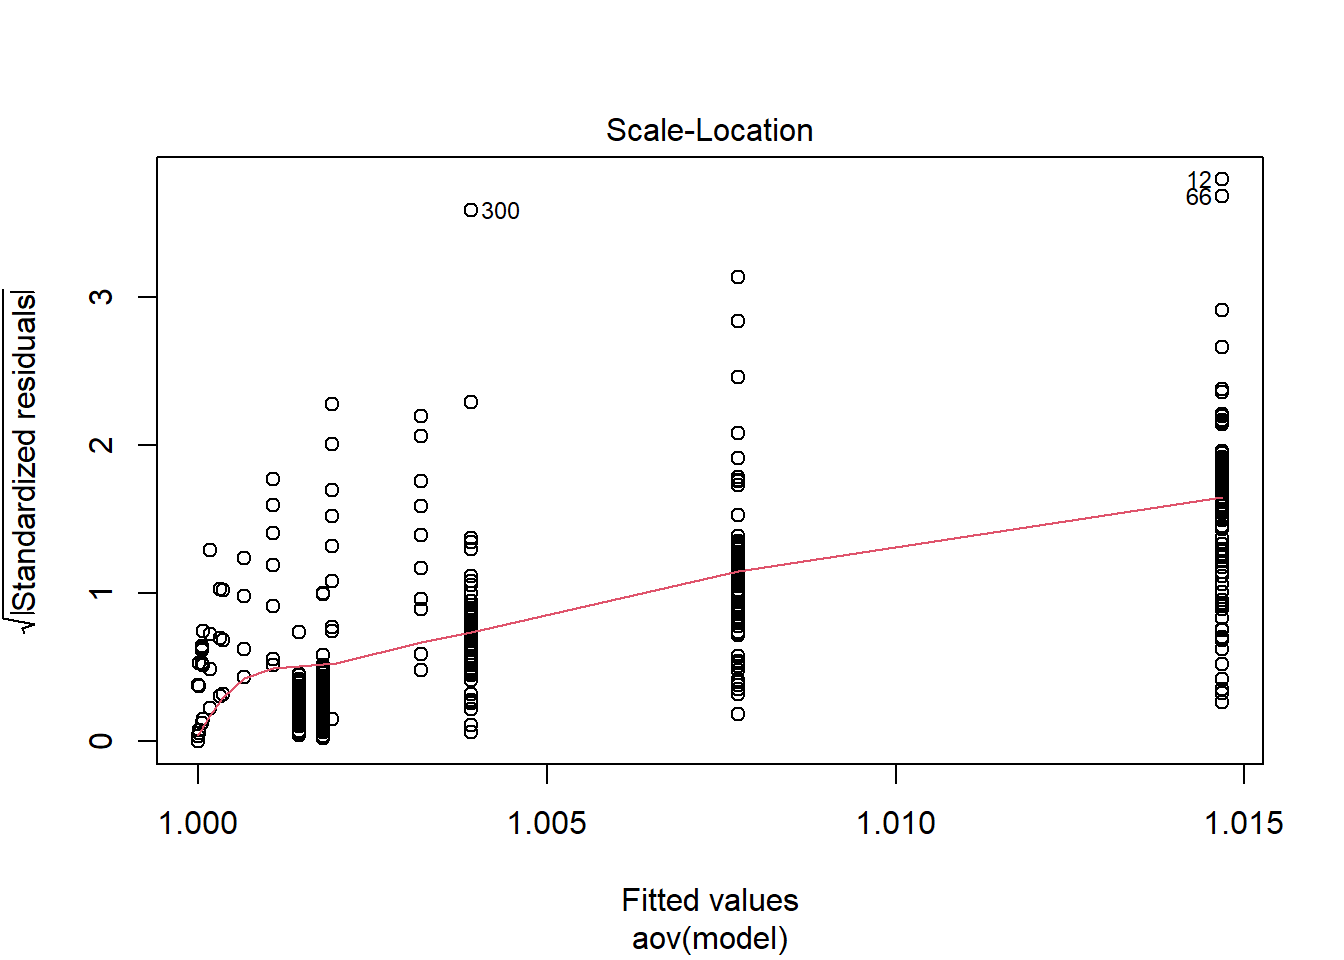 Scale-Location
√|Standardized residuals|
3
2
1
0
300
12
66
1.000 1.005 1.010 1.015
Fitted values
aov(model)